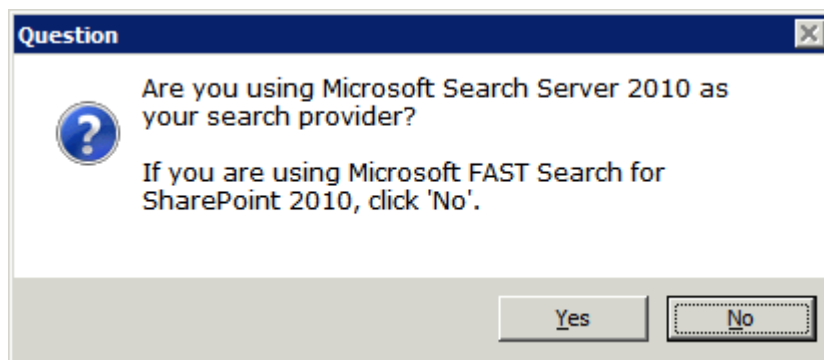 Question
Are you using Microsoft Search Server 2010 as
your search provider?
If you are using Microsoft FAST Search for
SharePoint 2010, click 'No'.
Yes
No